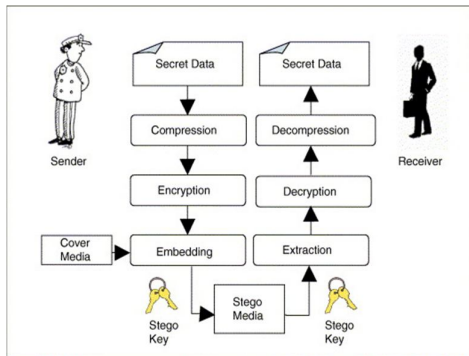 Secret Data
Secret Data
Compression
Decompression
Sender
Receiver
Encryption
Decryption
Cover
Media
Embedding
Extraction
Stego
Key
Stego
Media
Stego
Key